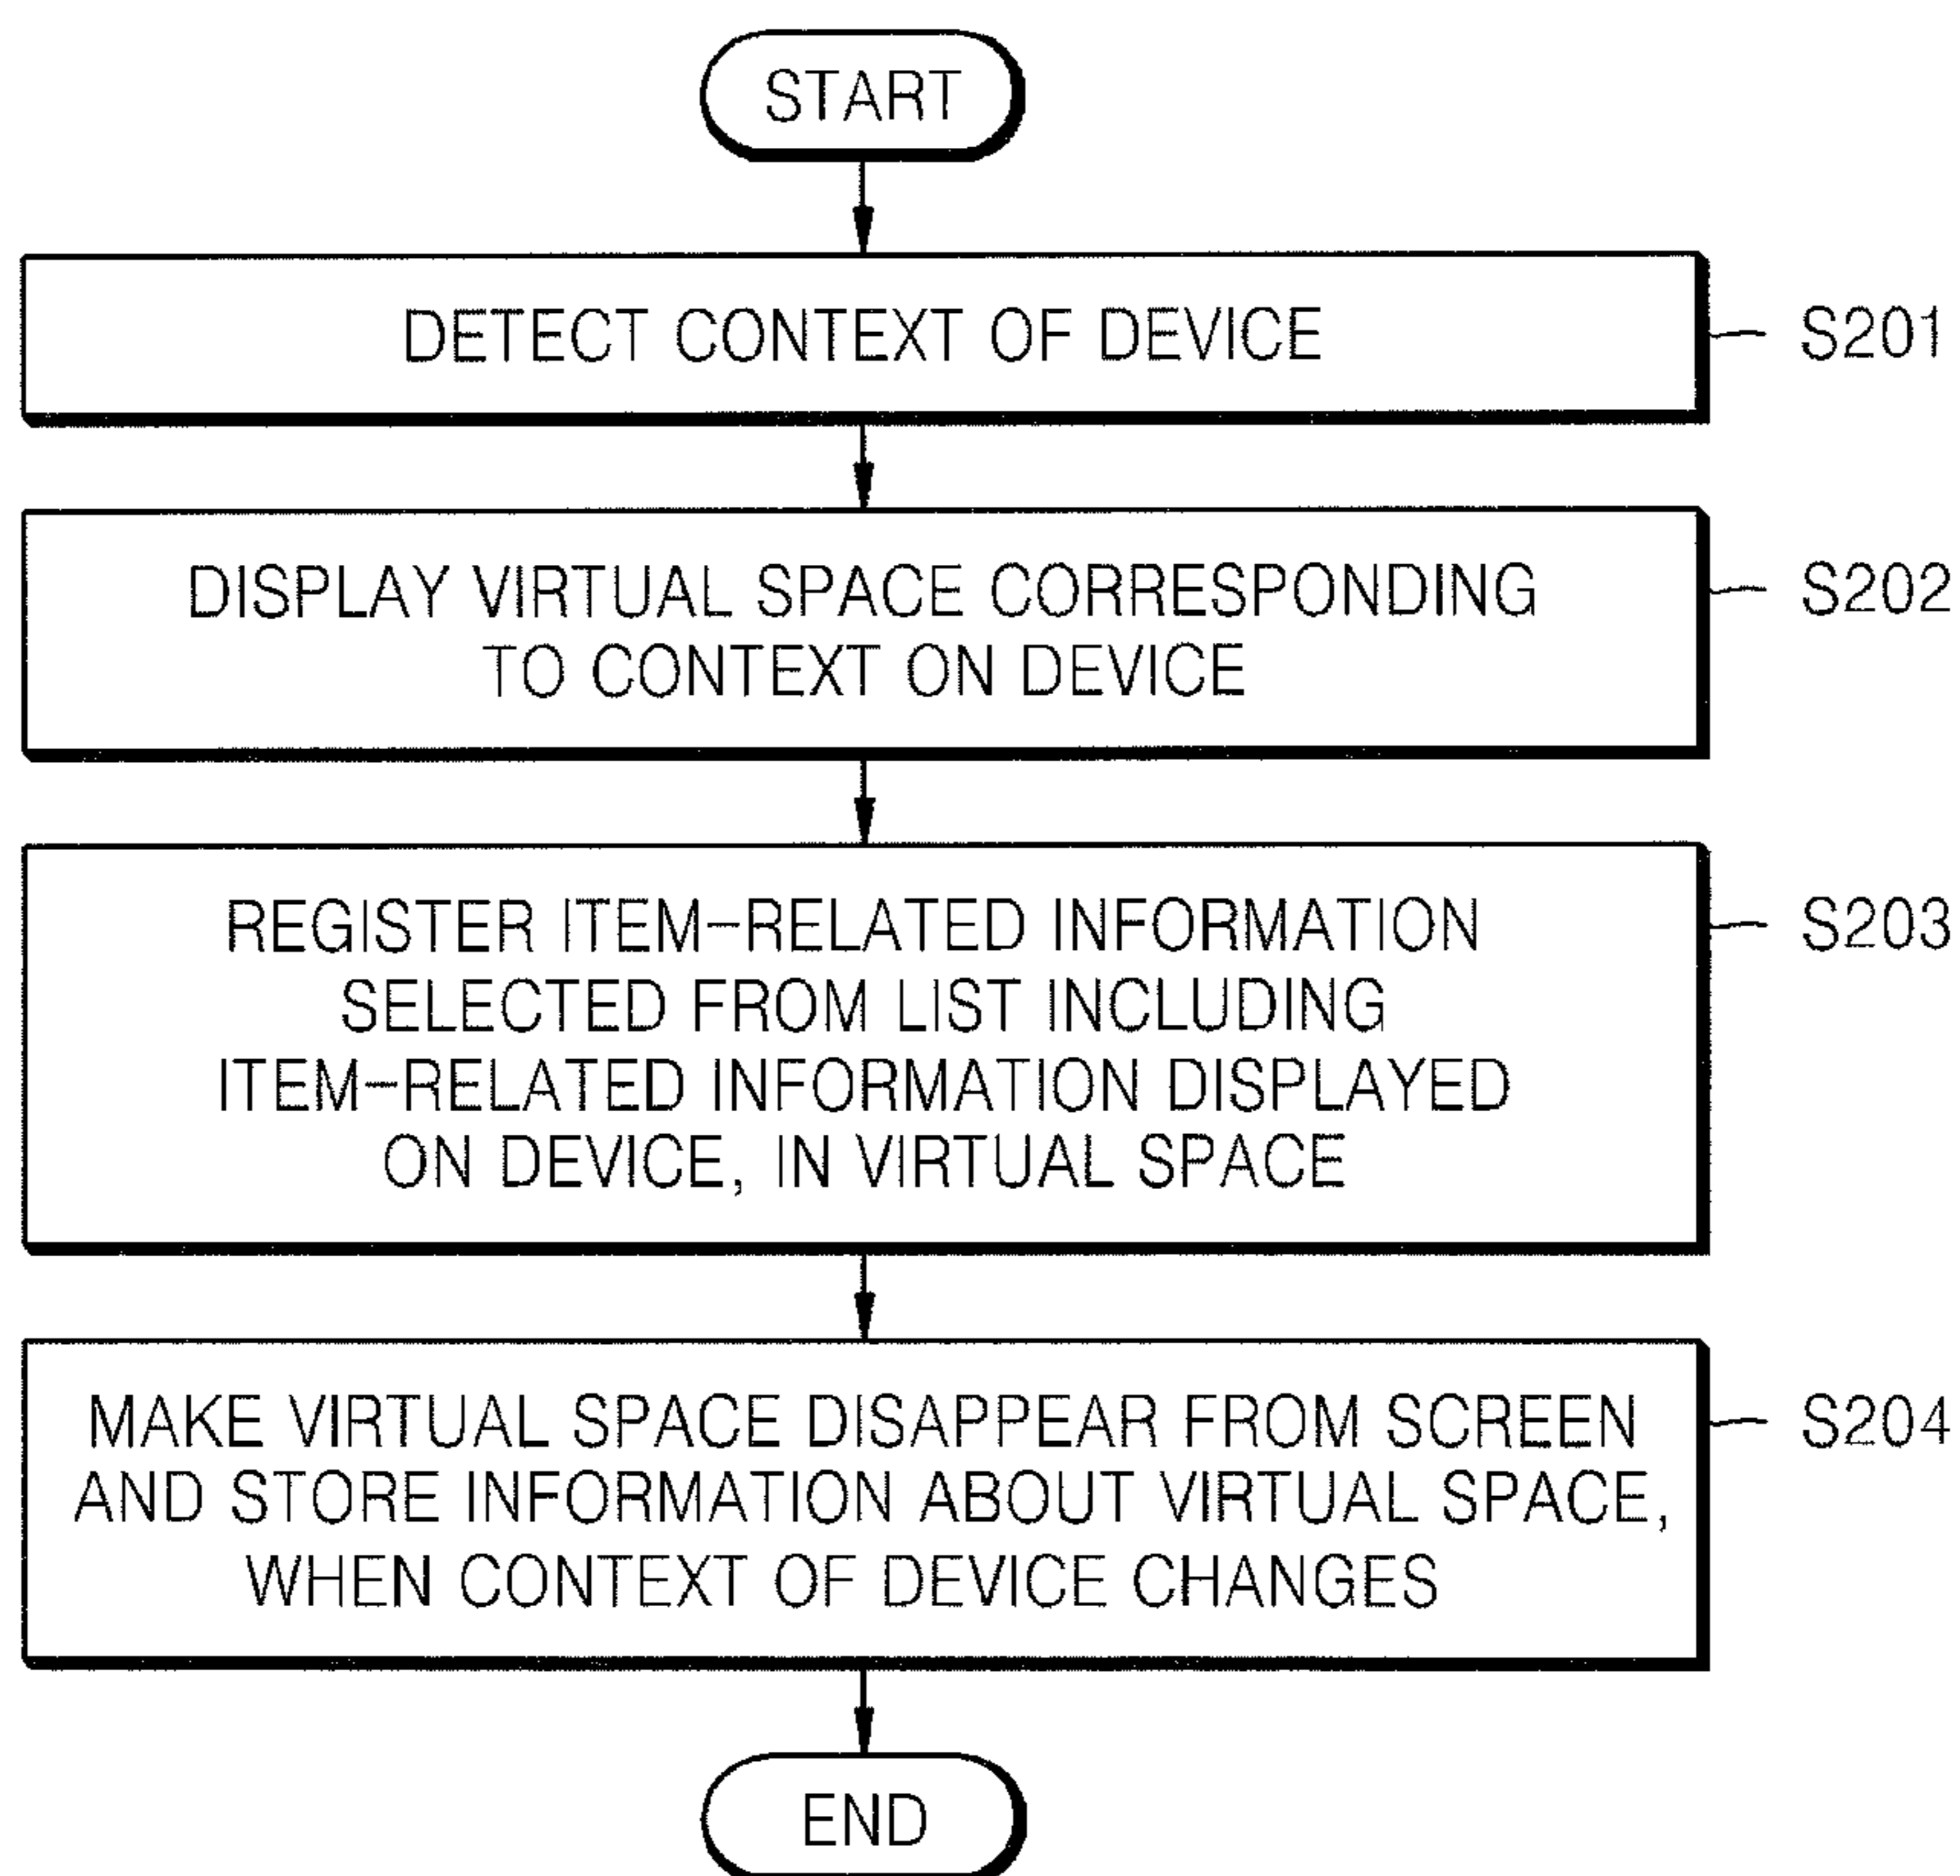 START
DETECT CONTEXT OF DEVICE
S201
DISPLAY VIRTUAL SPACE CORRESPONDING
TO CONTEXT ON DEVICE
S202
REGISTER ITEM-RELATED INFORMATION
SELECTED FROM LIST INCLUDING
ITEM-RELATED INFORMATION DISPLAYED
ON DEVICE, IN VIRTUAL SPACE
S203
MAKE VIRTUAL SPACE DISAPPEAR FROM SCREEN
AND STORE INFORMATION ABOUT VIRTUAL SPACE,
WHEN CONTEXT OF DEVICE CHANGES
S204
END